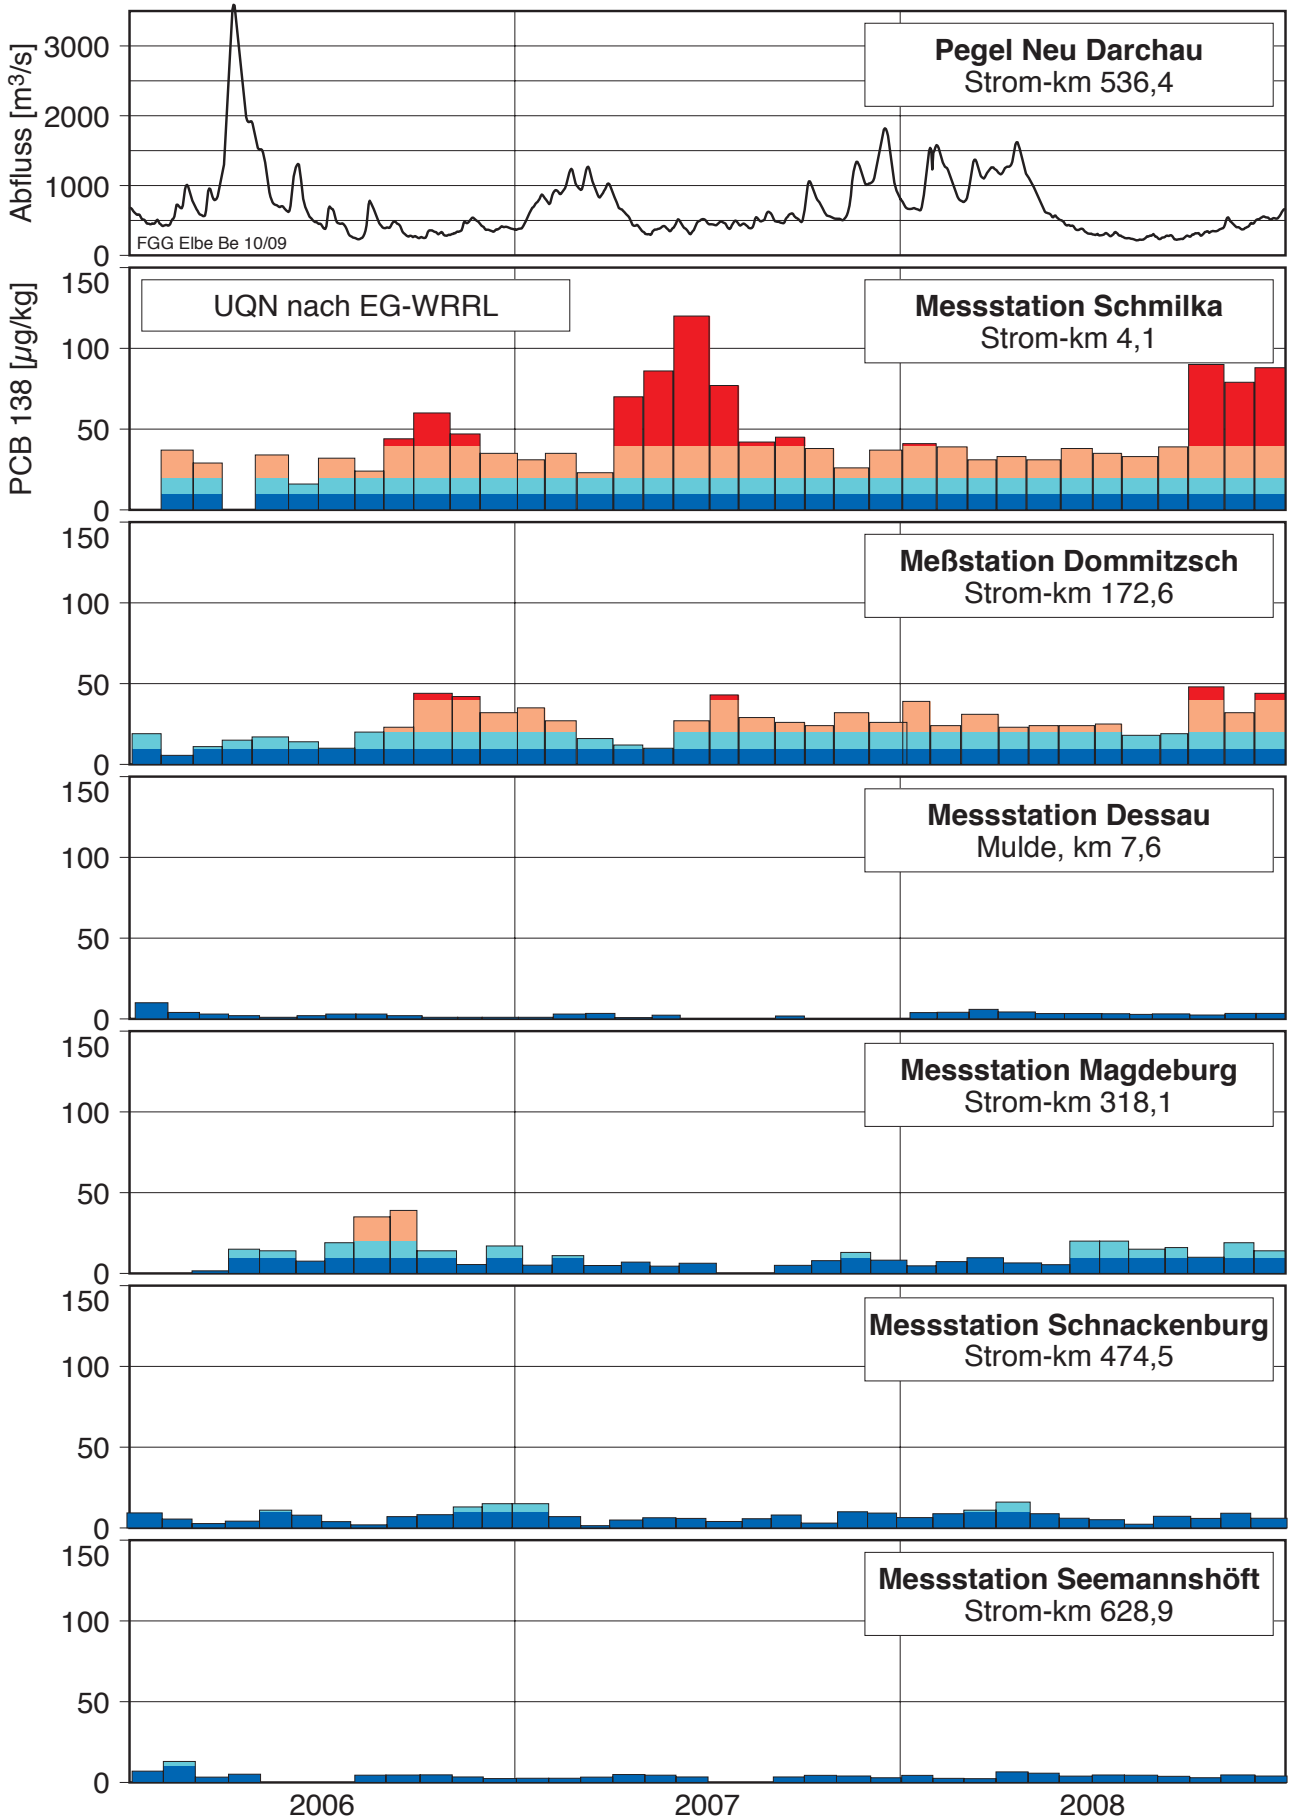 Abfluss [m³/s]
3000
2000
1000
0
Pegel Neu Darchau
Strom-km 536,4
FGG Elbe Be 10/09
PCB 138 [µg/kg]
150
100
50
0
UQN nach EG-WRRL
Messstation Schmilka
Strom-km 4,1
150
100
50
0
Meßstation Dommitzsch
Strom-km 172,6
150
100
50
0
Messstation Dessau
Mulde, km 7,6
150
100
50
0
Messstation Magdeburg
Strom-km 318,1
150
100
50
0
Messstation Schnackenburg
Strom-km 474,5
150
100
50
0
Messstation Seemannshöft
Strom-km 628,9
2006 2007 2008